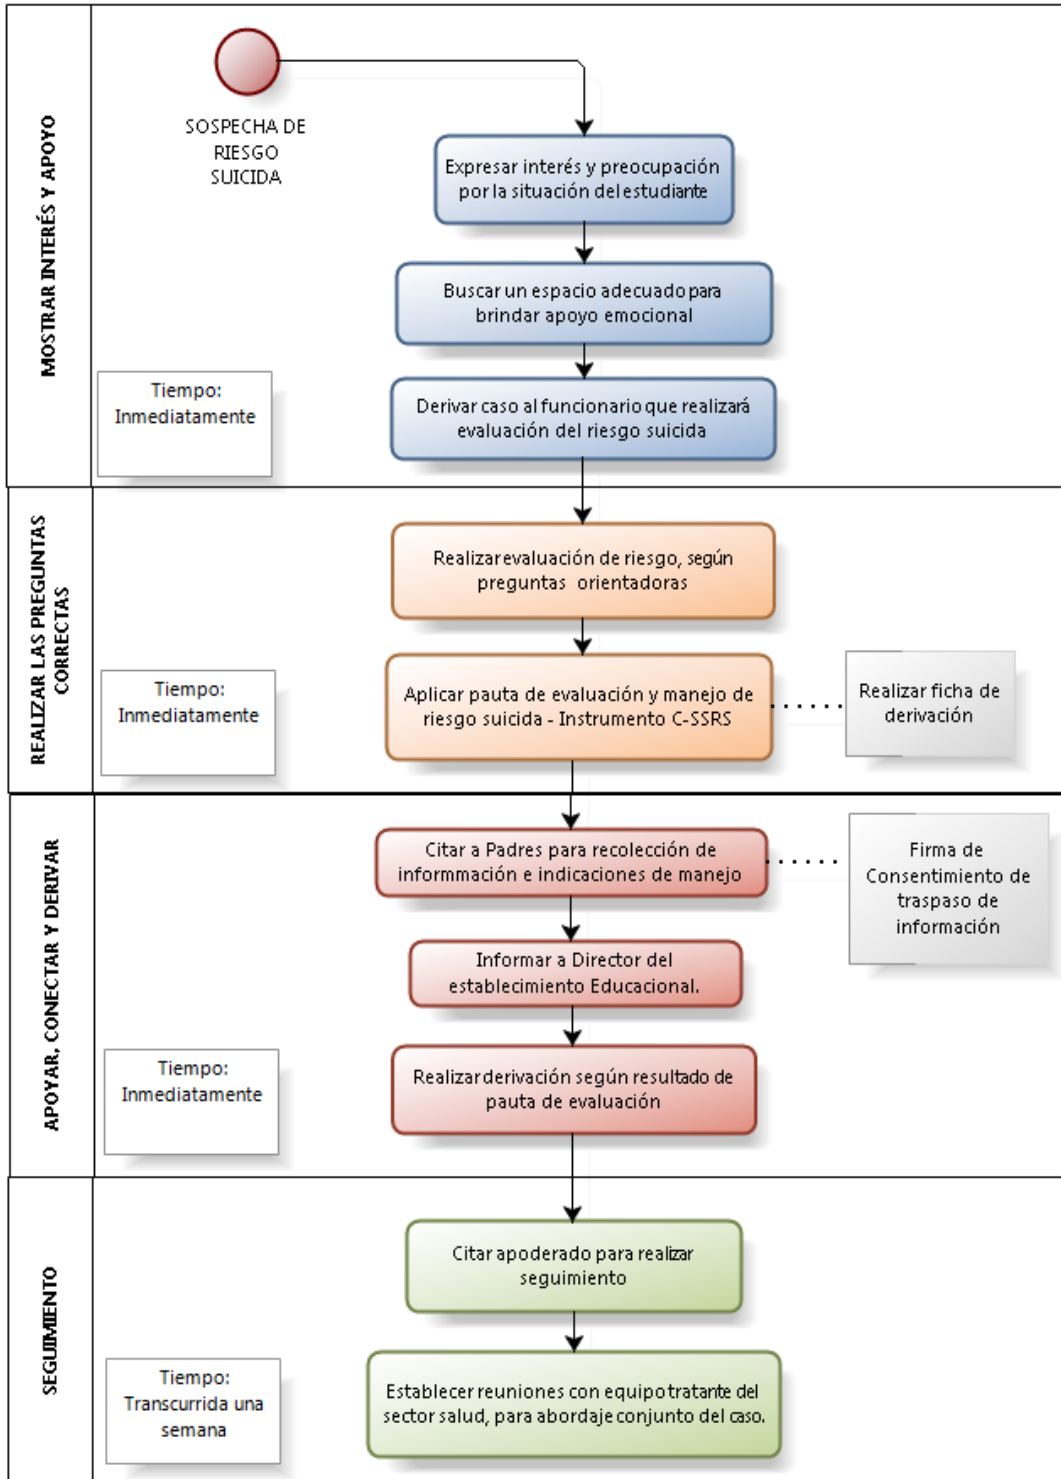 MOSTRAR INTERÉS Y APOYO
SOSPECHA DE
RIESGO
SUICIDA
Expresar interés y preocupación
por la situación del estudiante
Buscar un espacio adecuado para
brindar apoyo emocional
Tiempo:
Inmediatamente
Derivar caso al funcionario que realizará
evaluación del riesgo suicida
REALIZAR LAS PREGUNTAS
CORRECTAS
Realizar evaluación de riesgo, según
preguntas orientadoras
Tiempo:
Inmediatamente
Aplicar pauta de evaluación y manejo de
riesgo suicida - Instrumento C-SSRS
Realizar ficha de
derivación
APOYAR, CONECTAR Y DERIVAR
Citar a Padres para recolección de
informmación e indicaciones de manejo
Firma de
Consentimiento de
traspaso de
información
Informar a Director del
establecimiento Educacional.
Tiempo:
Inmediatamente
Realizar derivación según resultado de
pauta de evaluación
SEGUIMIENTO
Citar apoderado para realizar
seguimiento
Tiempo:
Transcurrida una
semana
Establecer reuniones con equipo tratante del
sector salud, para abordaje conjunto del caso.